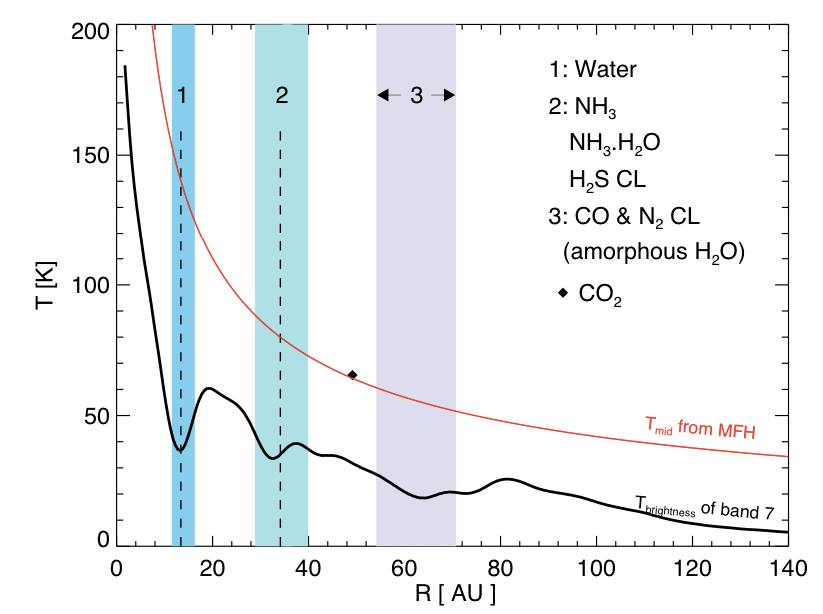 200
150
100
50
0
T [K]
1
2
3
1: Water
2: NH₃
NH₃.H₂O
H₂S CL
3: CO & N₂ CL
(amorphous H₂O)
CO₂
Tmid from MFH
Tbrightness of band 7
0 20 40 60 80 100 120 140
R [ AU ]